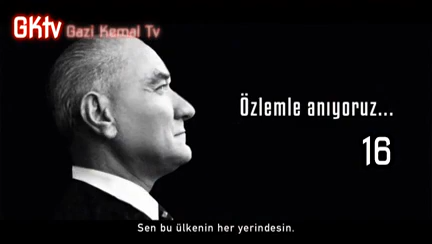 GKtv Gazi Kemal Tv
Özlemle anıyoruz...
16
Sen bu ülkenin her yerindesin.